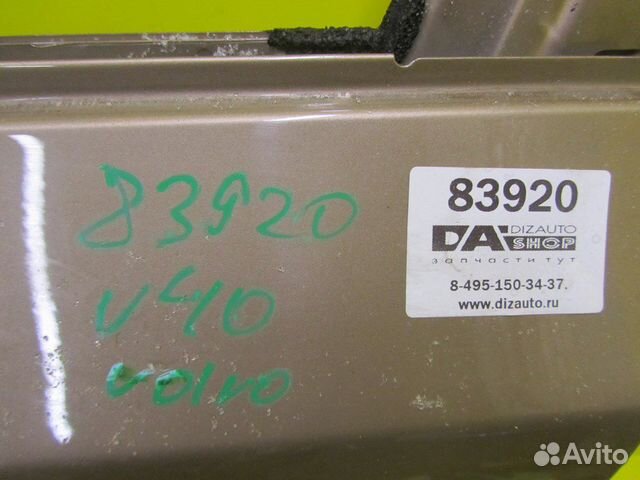 83920
v40
volvo
83920
DA DIZAUTO
SHOP
запчасти тут
8-495-150-34-37.
www.dizauto.ru
Avito